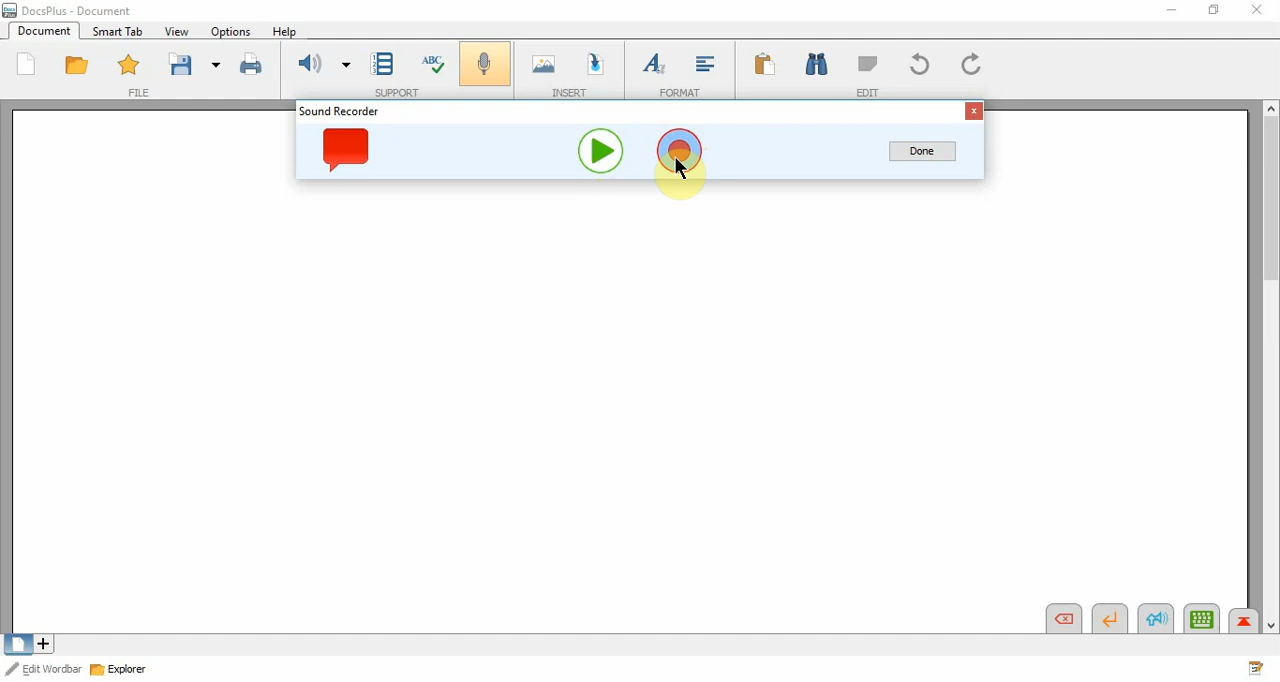 DocsPlus - Document
Document Smart Tab View Options Help
ABC
FILE SUPPORT INSERT FORMAT EDIT
Sound Recorder
Done
Edit Wordbar Explorer